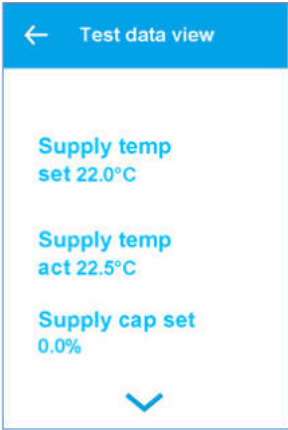 Test data view
Supply temp
set 22.0°C
Supply temp
act 22.5°C
Supply cap set
0.0%